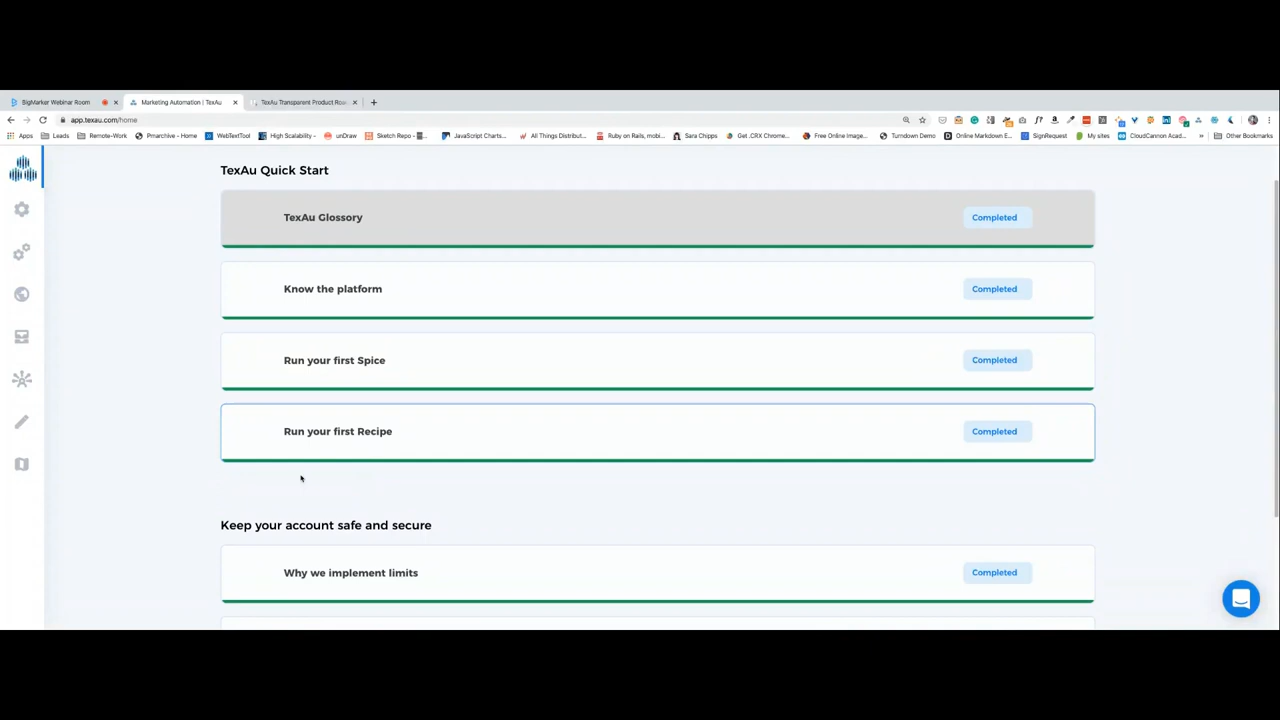 BigMarker Webinar Room
Marketing Automation | TexAu
TexAu Transparent Product Roa
app.texau.com/home
Apps
Leads
Remote-Work
Pmarchive - Home
WebTextTool
High Scalability -
unDraw
Sketch Repo -
JavaScript Charts...
All Things Distribut...
Ruby on Rails, mobi...
Sara Chipps
Get .CRX Chrome...
Free Online Image...
Turndown Demo
Online Markdown E...
SignRequest
My sites
CloudCannon Acad...
Other Bookmarks
TexAu Quick Start
TexAu Glossory
Completed
Know the platform
Completed
Run your first Spice
Completed
Run your first Recipe
Completed
Keep your account safe and secure
Why we implement limits
Completed